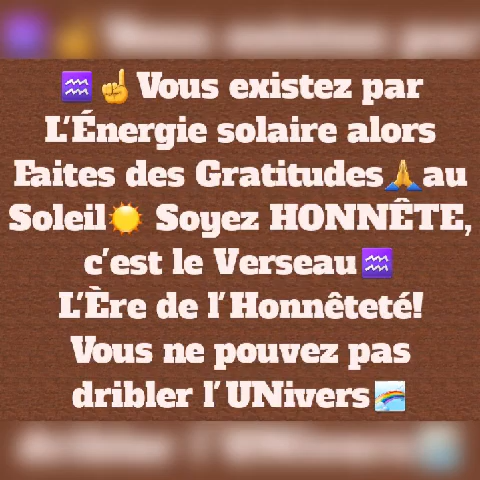 ♒☝Vous existez par
L'Énergie solaire alors
Faites des Gratitudes🙏au
Soleil☀ Soyez HONNÊTE,
c'est le Verseau♒
L'Ère de l'Honnêteté!
Vous ne pouvez pas
dribler l'UNivers🌈